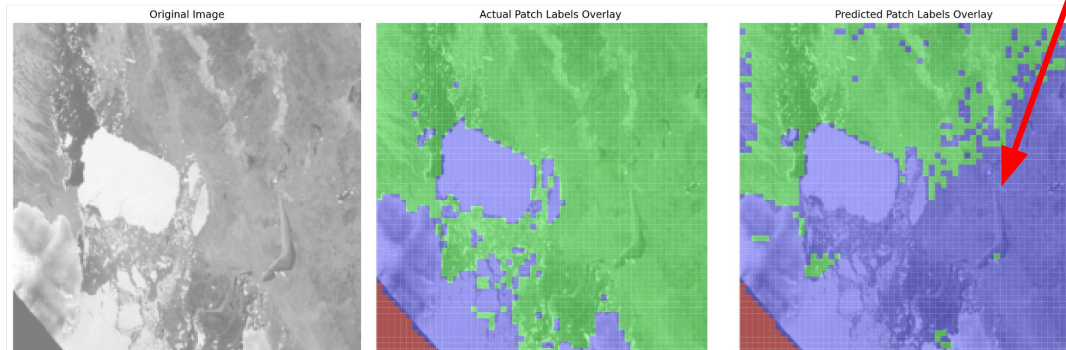 Original Image
Actual Patch Labels Overlay
Predicted Patch Labels Overlay